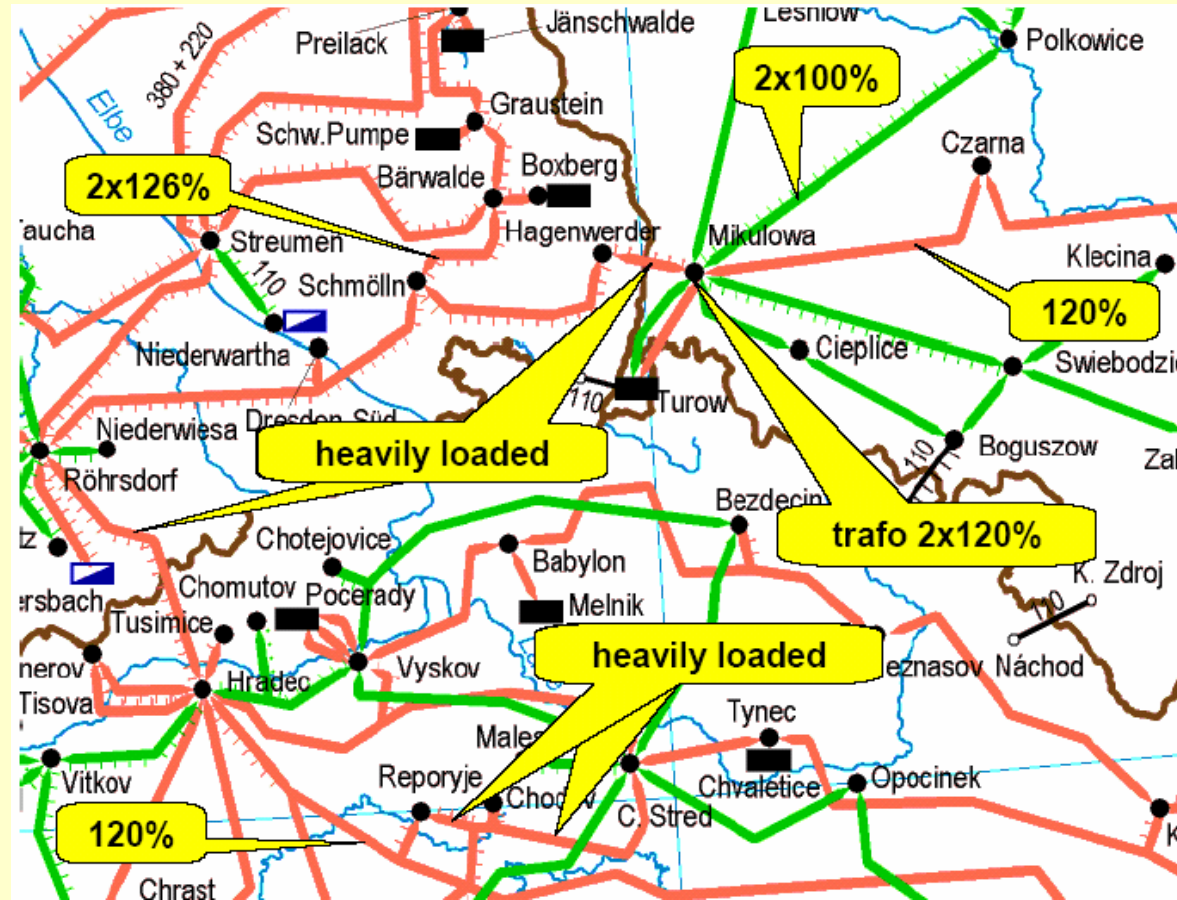 Lesniow
Jänschwalde
Preilack
Polkowice
380 + 220
2x100%
Elbe
Graustein
Schw.Pumpe
Czarna
Boxberg
Bärwalde
2x126%
Hagenwerder
aucha
Streumen
Mikulowa
Klecina
110
Schmölln
120%
Niederwartha
Cieplice
Swiebodzi
110
Turow
Dresden Süd
Niederwiesa
heavily loaded
Boguszow
110
Zal
Röhrsdorf
Bezdecin
trafo 2x120%
tz
Chotejovice
Babylon
K. Zdroj
ersbach
Chomutov
Pocerady
Melnik
110
Tusimice
heavily loaded
nerov
Vyskov
eznasov
Náchod
Hradec
Tisova
Tynec
Males
Vitkov
Reporyje
Chvaletice
Opocinek
Chodov
C. Stred
120%
K
Chrast